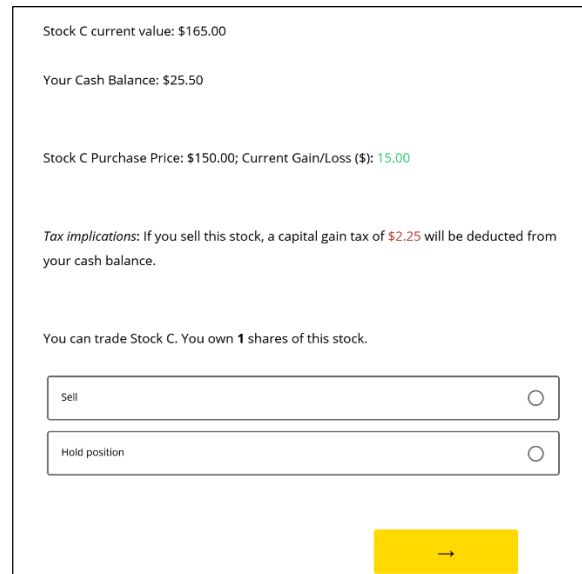 Stock C current value: $165.00
Your Cash Balance: $25.50
Stock C Purchase Price: $150.00; Current Gain/Loss ($): 15.00
Tax implications: If you sell this stock, a capital gain tax of $2.25 will be deducted from
your cash balance.
You can trade Stock C. You own 1 shares of this stock.
Sell
Hold position
→